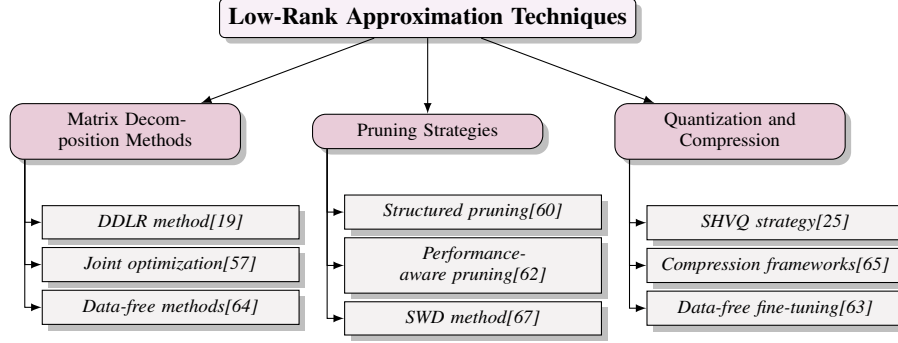 Low-Rank Approximation Techniques
Matrix Decom-
position Methods
DDLR method[19]
Joint optimization[57]
Data-free methods[64]
Pruning Strategies
Structured pruning[60]
Performance-
aware pruning[62]
SWD method[67]
Quantization and
Compression
SHVQ strategy[25]
Compression frameworks[65]
Data-free fine-tuning[63]